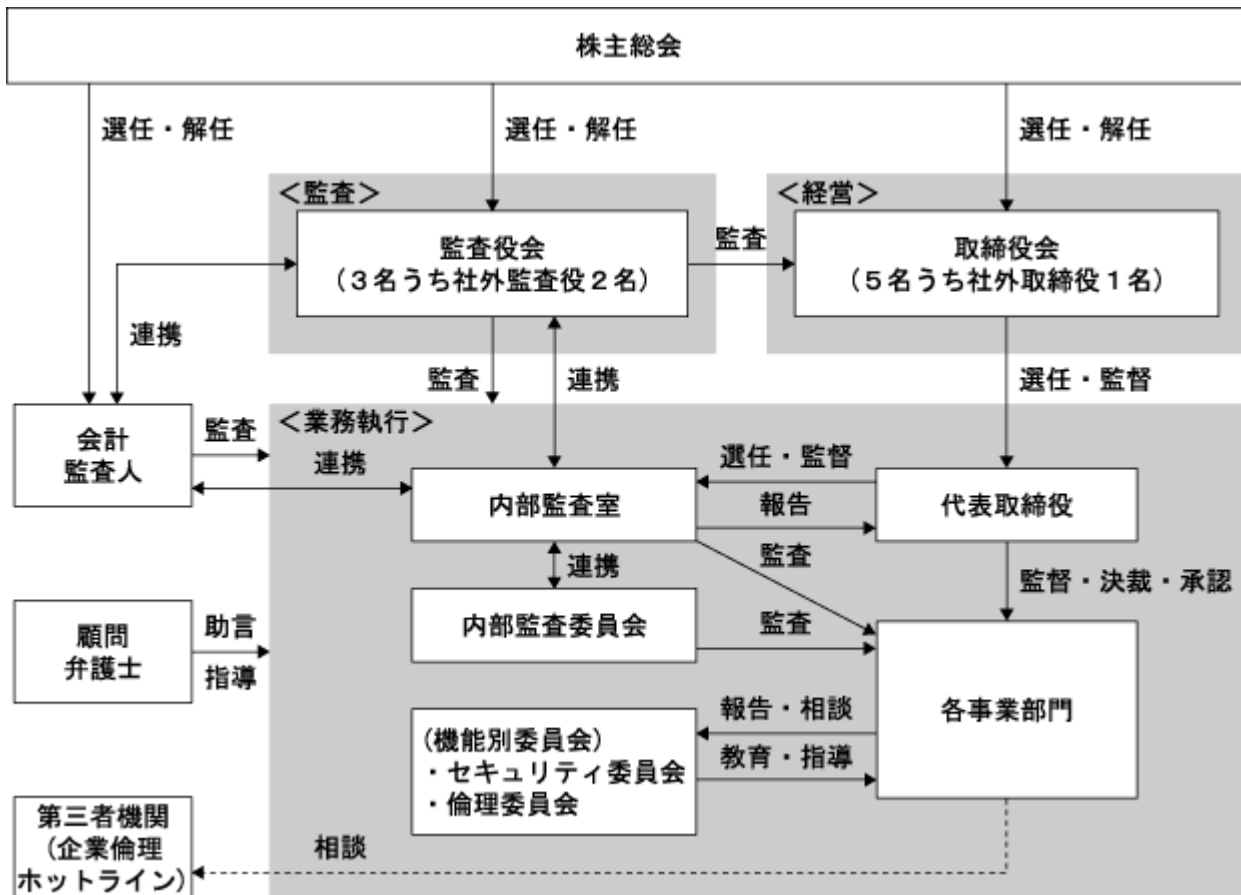 株主総会
選任・解任
選任・解任
選任・解任
＜監査＞
＜経営＞
監査役会
（３名うち社外監査役２名）
監査
取締役会
（５名うち社外取締役１名）
連携
監査
連携
選任・監督
会計
監査人
監査
＜業務執行＞
連携
内部監査室
選任・監督
報告
代表取締役
連携
監査
監督・決裁・承認
顧問
弁護士
助言
指導
内部監査委員会
監査
各事業部門
(機能別委員会)
・セキュリティ委員会
・倫理委員会
報告・相談
教育・指導
第三者機関
(企業倫理
ホットライン)
相談